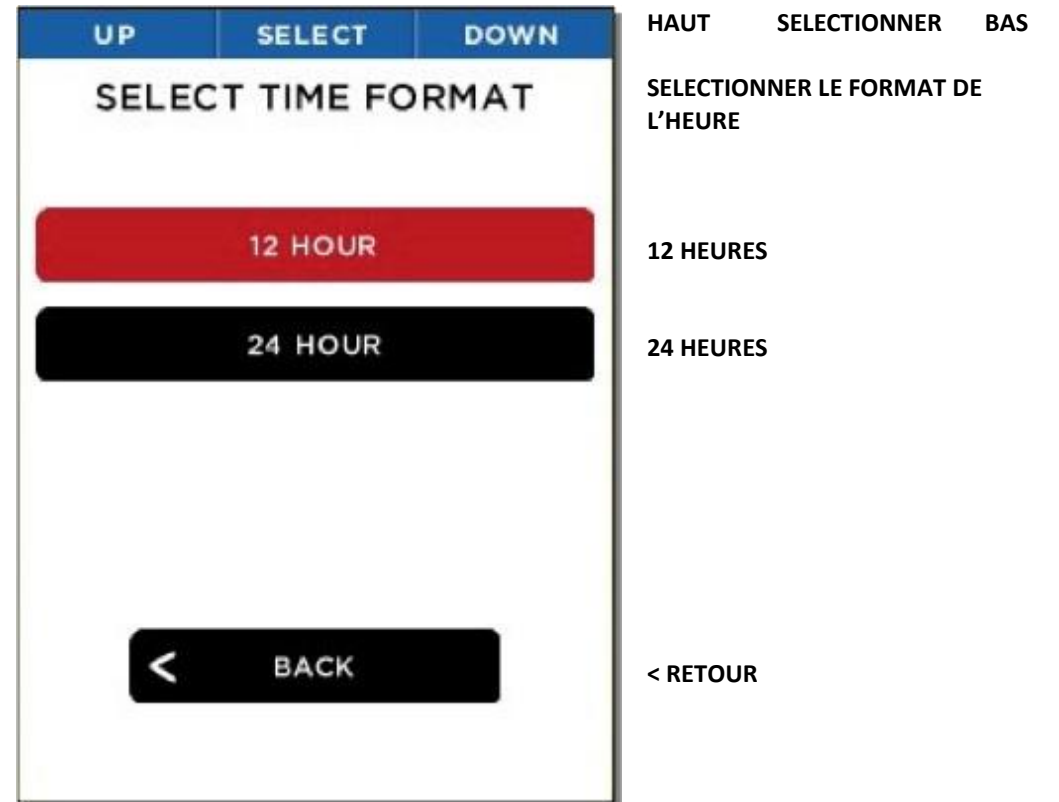 UP SELECT DOWN
SELECT TIME FORMAT
12 HOUR
24 HOUR
< BACK
HAUT SELECTIONNER BAS
SELECTIONNER LE FORMAT DE
L’HEURE
12 HEURES
24 HEURES
< RETOUR